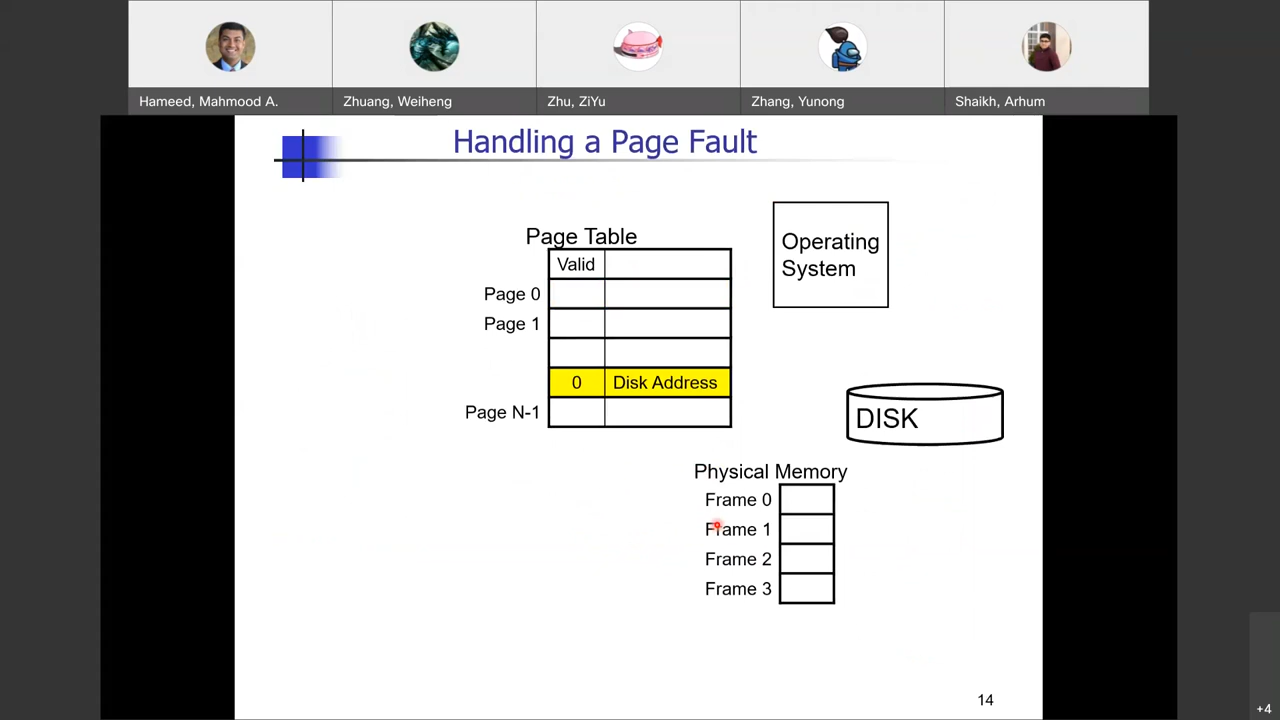 Hameed, Mahmood A.
Zhuang, Weiheng
Zhu, ZiYu
Zhang, Yunong
Shaikh, Arhum
Handling a Page Fault
Operating
System
Page Table
Valid
Page 0
Page 1
0 Disk Address
Page N-1
DISK
Physical Memory
Frame 0
Frame 1
Frame 2
Frame 3
14
+4